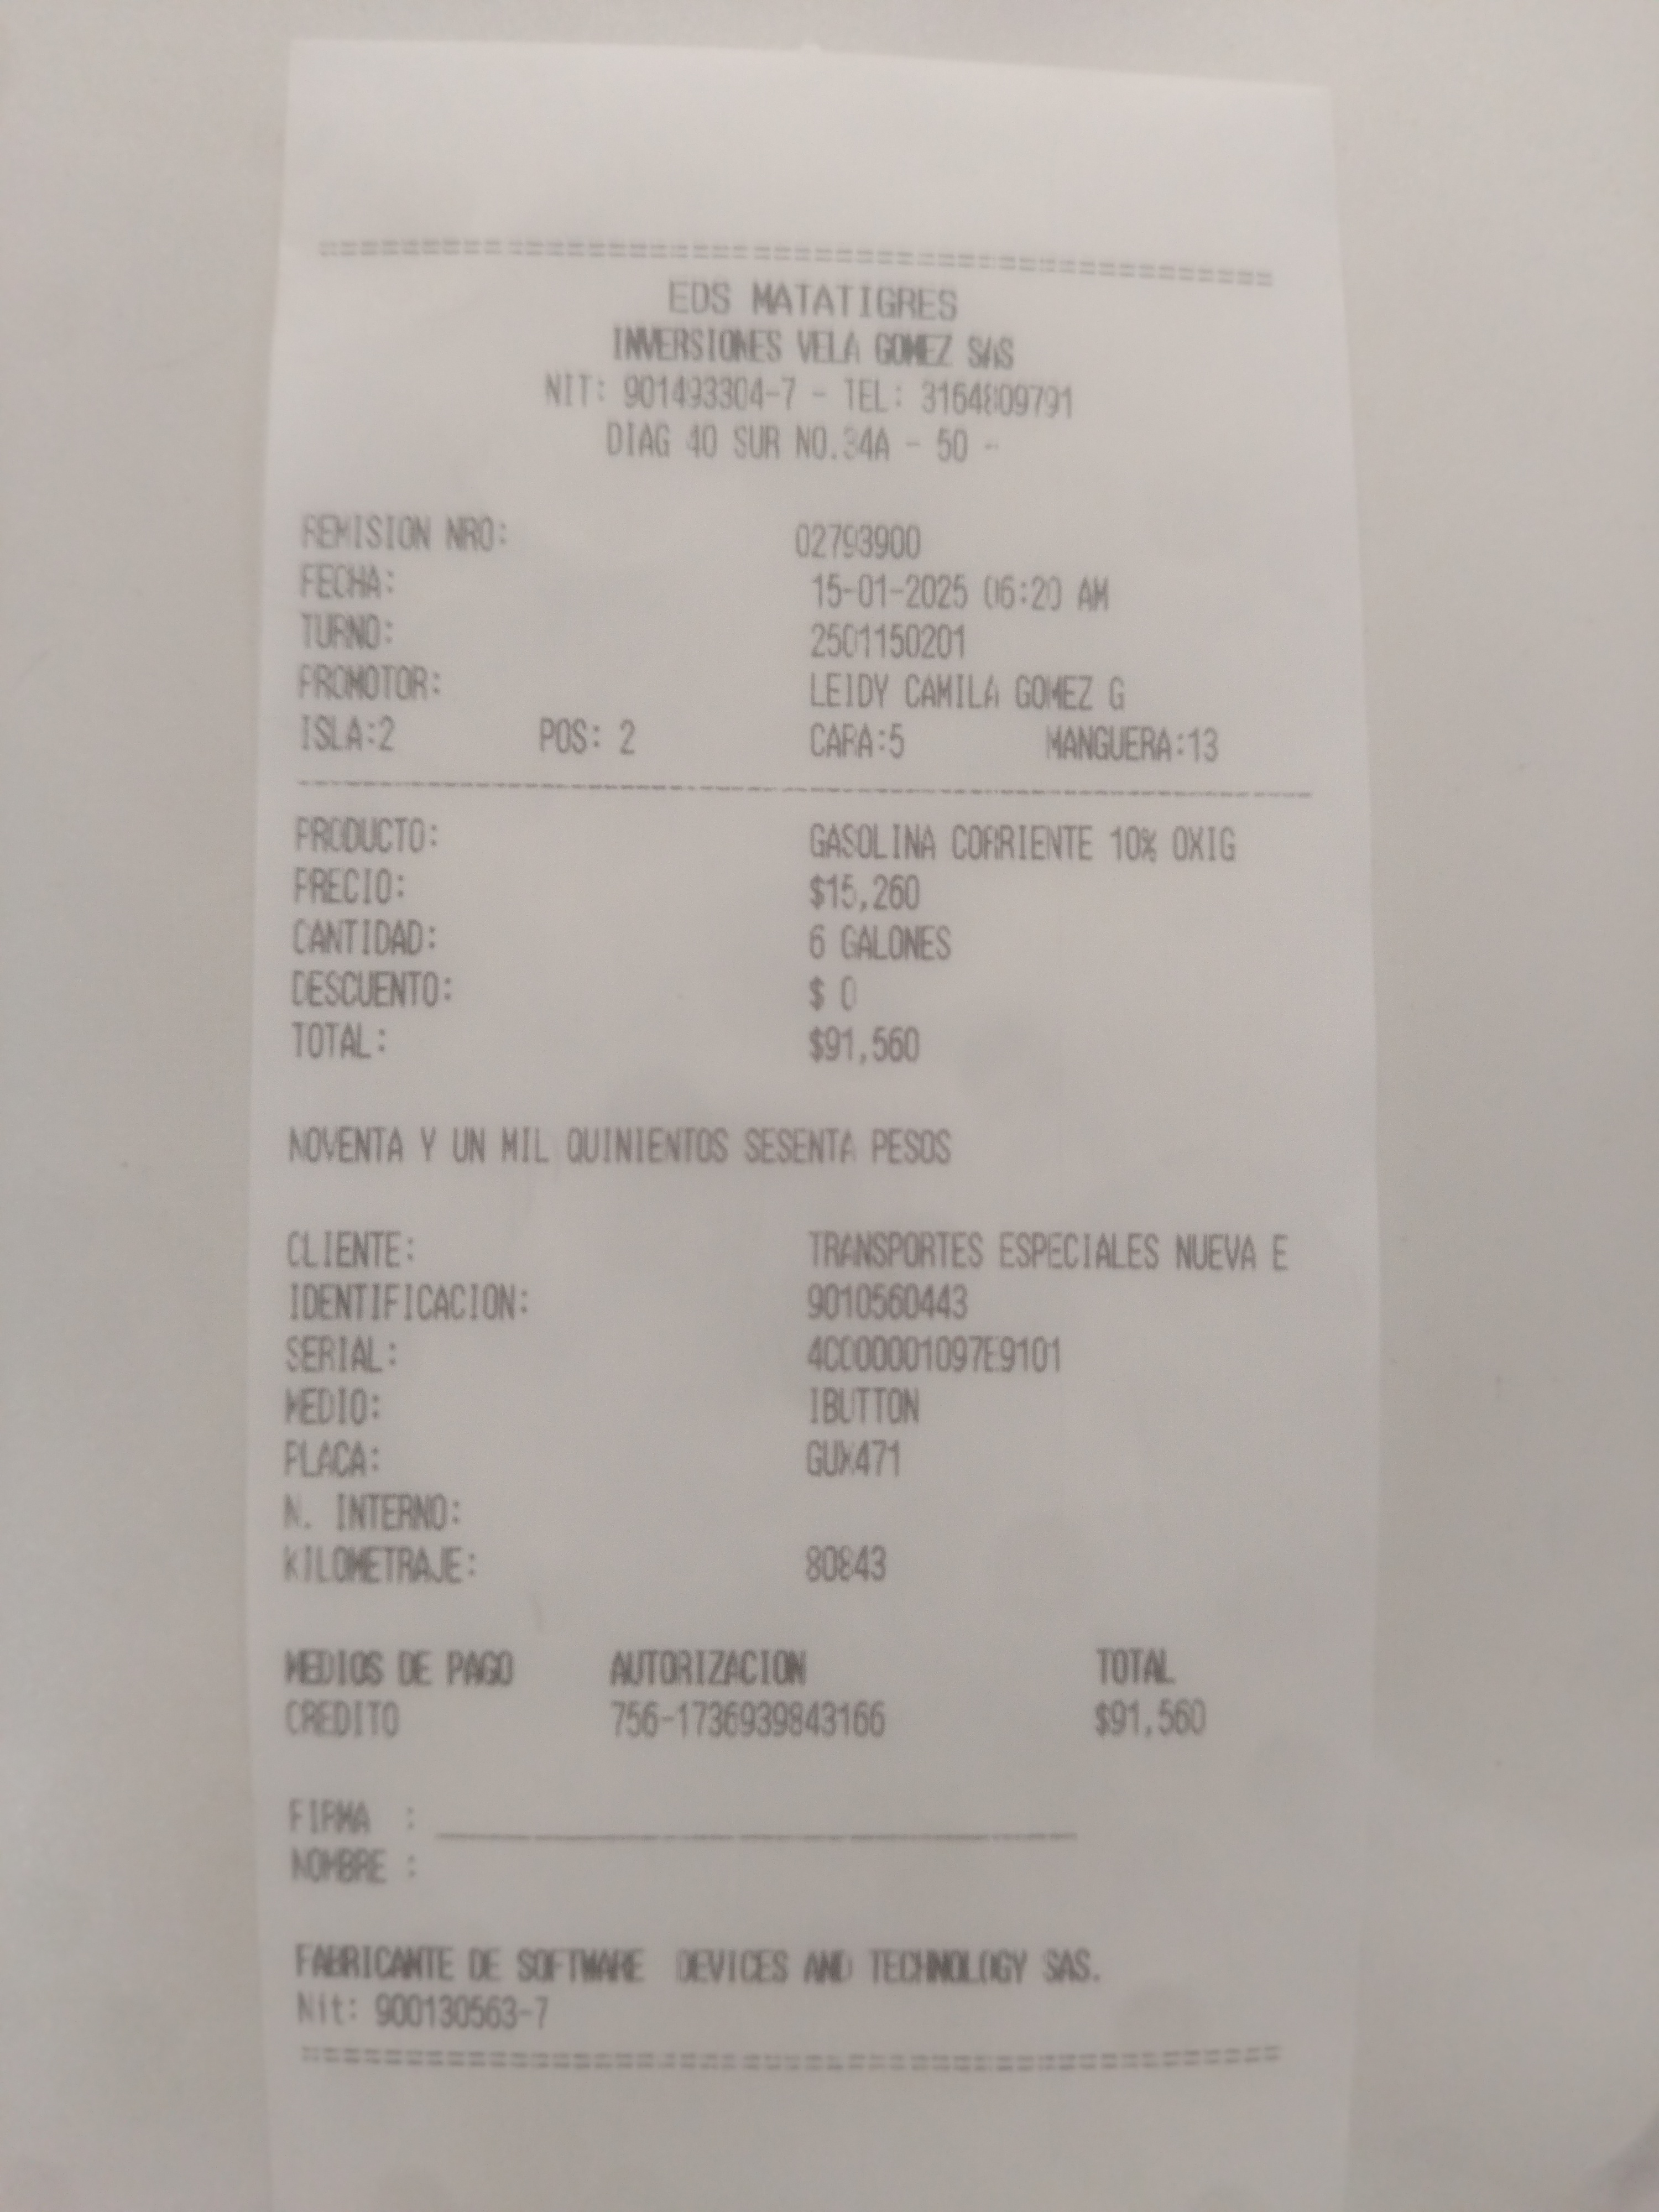 ================================================
EDS MATATIGRES
INVERSIONES VELA GOMEZ SAS
NIT: 901493304-7 - TEL: 3164809791
DIAG 40 SUR NO.34A - 50 -
REMISION NRO: 02793900
FECHA: 15-01-2025 06:20 AM
TURNO: 2501150201
PROMOTOR: LEIDY CAMILA GOMEZ G
ISLA:2 POS: 2 CARA:5 MANGUERA:13
------------------------------------------------
PRODUCTO: GASOLINA CORRIENTE 10% OXIG
PRECIO: $15,260
CANTIDAD: 6 GALONES
DESCUENTO: $ 0
TOTAL: $91,560
NOVENTA Y UN MIL QUINIENTOS SESENTA PESOS
CLIENTE: TRANSPORTES ESPECIALES NUEVA E
IDENTIFICACION: 9010560443
SERIAL: 4C000001097E9101
MEDIO: IBUTTON
PLACA: GUX471
N. INTERNO:
KILOMETRAJE: 80843
MEDIOS DE PAGO AUTORIZACION TOTAL
CREDITO 756-1736939843166 $91,560
FIRMA : ______________________________
NOMBRE :
FABRICANTE DE SOFTWARE DEVICES AND TECHNOLOGY SAS.
Nit: 900130563-7
================================================